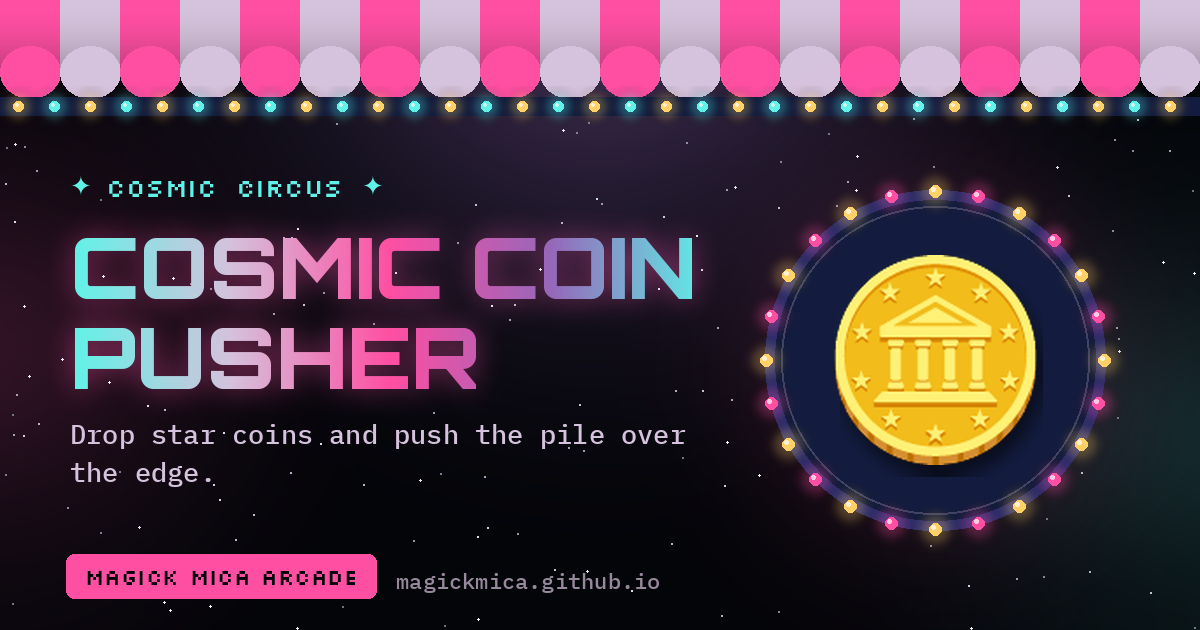 ✦ COSMIC CIRCUS ✦
COSMIC COIN
PUSHER
Drop star coins and push the pile over
the edge.
MAGICK MICA ARCADE
magickmica.github.io